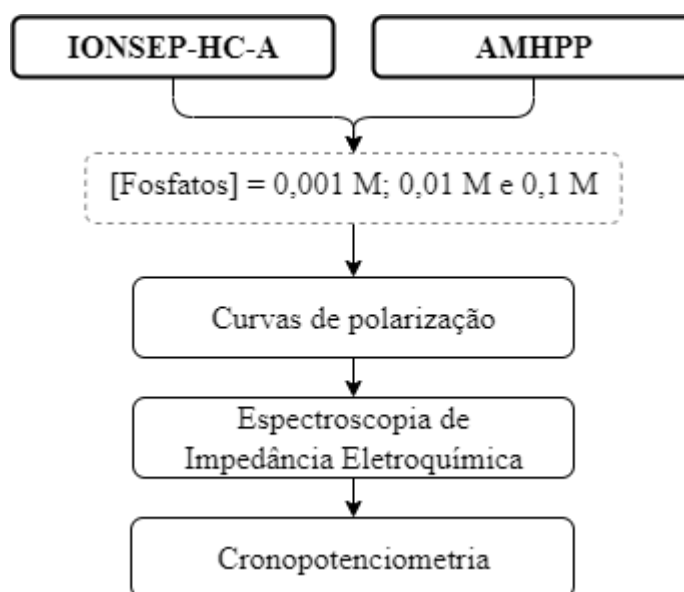 IONSEP-HC-A
AMHPP
[Fosfatos] = 0,001 M; 0,01 M e 0,1 M
Curvas de polarização
Espectroscopia de
Impedância Eletroquímica
Cronopotenciometria